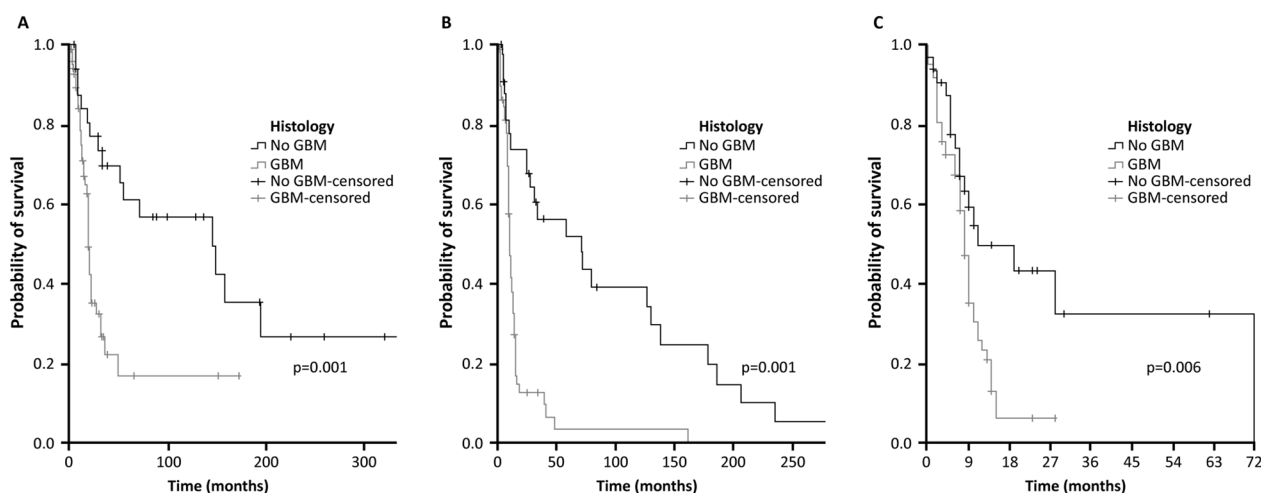 A
Probability of survival
1.0
0.8
0.6
0.4
0.2
0.0
0
100
200
300
Time (months)
Histology
No GBM
GBM
No GBM-censored
GBM-censored
p=0.001
B
Probability of survival
1.0
0.8
0.6
0.4
0.2
0.0
0
50
100
150
200
250
Time (months)
Histology
No GBM
GBM
No GBM-censored
GBM-censored
p=0.001
C
Probability of survival
1.0
0.8
0.6
0.4
0.2
0.0
0
9
18
27
36
45
54
63
72
Time (months)
Histology
No GBM
GBM
No GBM-censored
GBM-censored
p=0.006